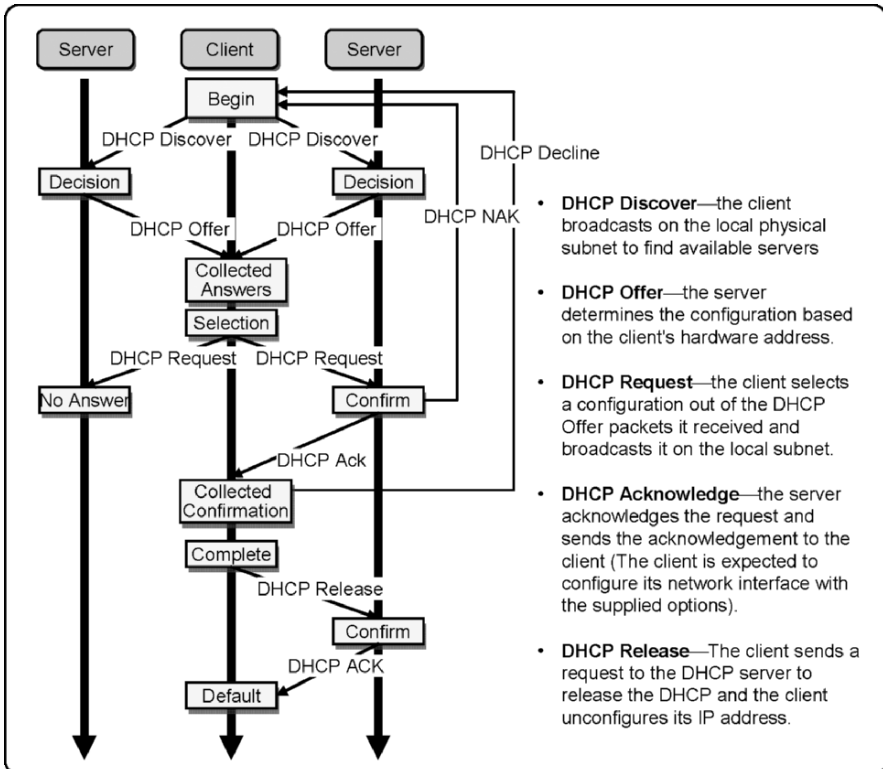 Server
Client
Server
Begin
DHCP Discover
DHCP Discover
DHCP Decline
Decision
Decision
DHCP NAK
DHCP Offer
DHCP Offer
Collected
Answers
Selection
DHCP Request
DHCP Request
No Answer
Confirm
DHCP Ack
Collected
Confirmation
Complete
DHCP Release
Confirm
DHCP ACK
Default
• DHCP Discover—the client
broadcasts on the local physical
subnet to find available servers
• DHCP Offer—the server
determines the configuration based
on the client's hardware address.
• DHCP Request—the client selects
a configuration out of the DHCP
Offer packets it received and
broadcasts it on the local subnet.
• DHCP Acknowledge—the server
acknowledges the request and
sends the acknowledgement to the
client (The client is expected to
configure its network interface with
the supplied options).
• DHCP Release—The client sends a
request to the DHCP server to
release the DHCP and the client
unconfigures its IP address.